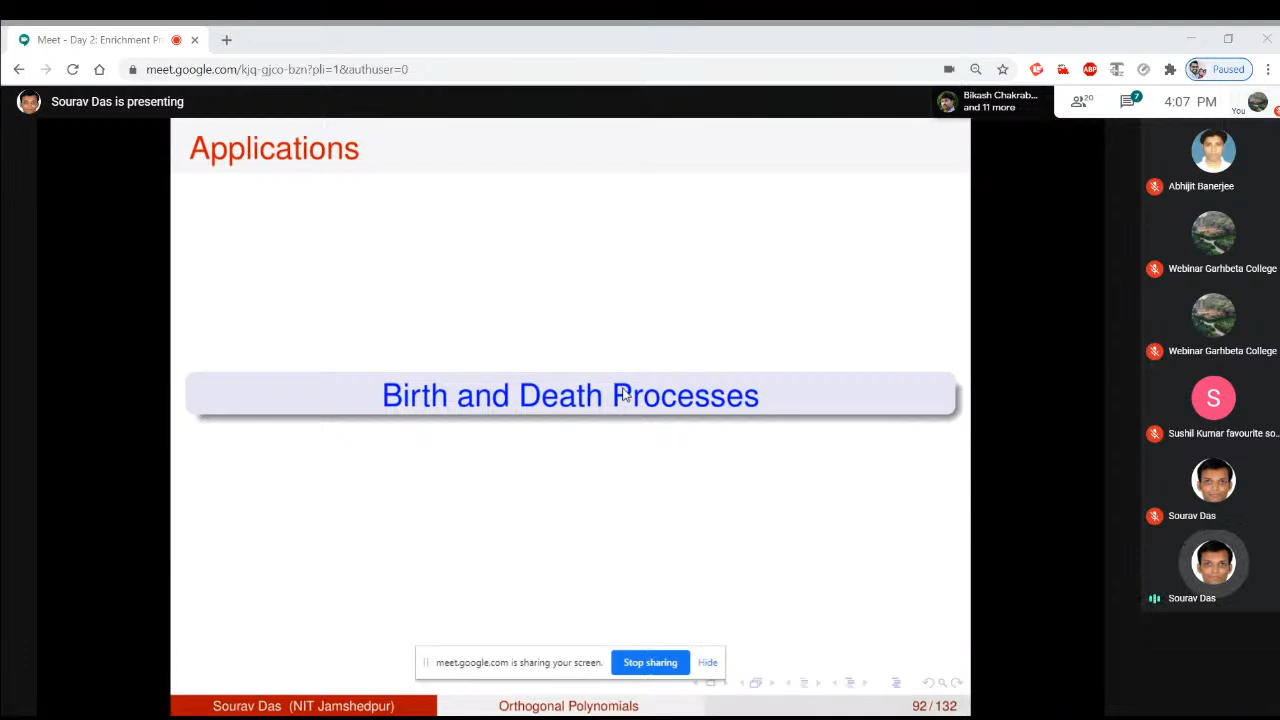 Meet - Day 2: Enrichment Pr
meet.google.com/kjq-gjco-bzn?pli=1&authuser=0
ABP
Paused
Sourav Das is presenting
Bikash Chakrab...
and 11 more
20
7
4:07 PM
You
Applications
Abhijit Banerjee
Webinar Garhbeta College
Webinar Garhbeta College
Birth and Death Processes
S
Sushil Kumar favourite so...
Sourav Das
Sourav Das
meet.google.com is sharing your screen.
Stop sharing
Hide
Sourav Das (NIT Jamshedpur)
Orthogonal Polynomials
92 / 132